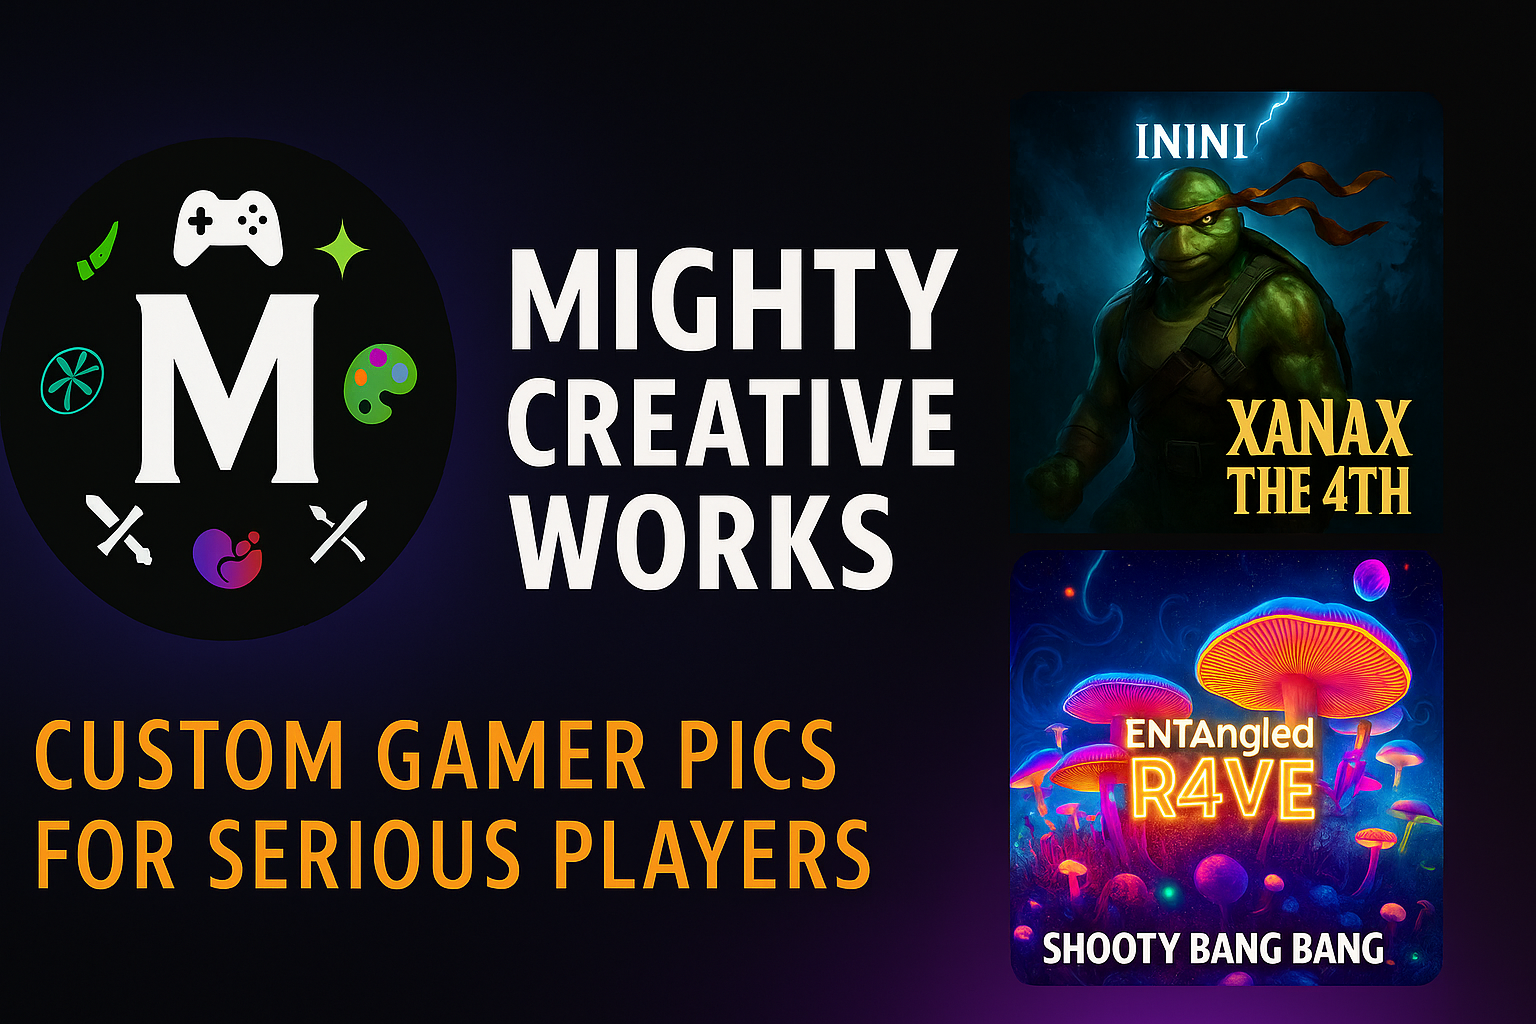 M
MIGHTY
CREATIVE
WORKS
CUSTOM GAMER PICS
FOR SERIOUS PLAYERS
ININI
XANAX
THE 4TH
ENTAngled
R4VE
SHOOTY BANG BANG